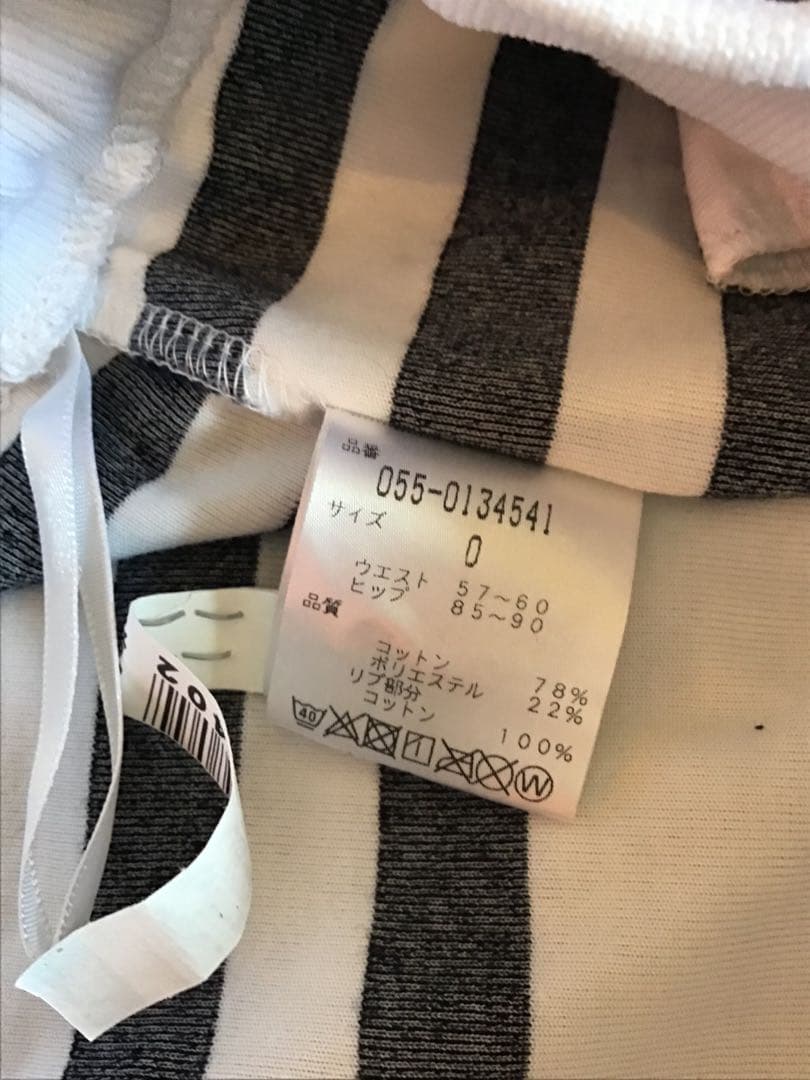 品番
055-0134541
サイズ
0
ウエスト 57～60
ヒップ 85～90
品質
コットン 78%
ポリエステル 22%
リブ部分
コットン 100%
40
W
102